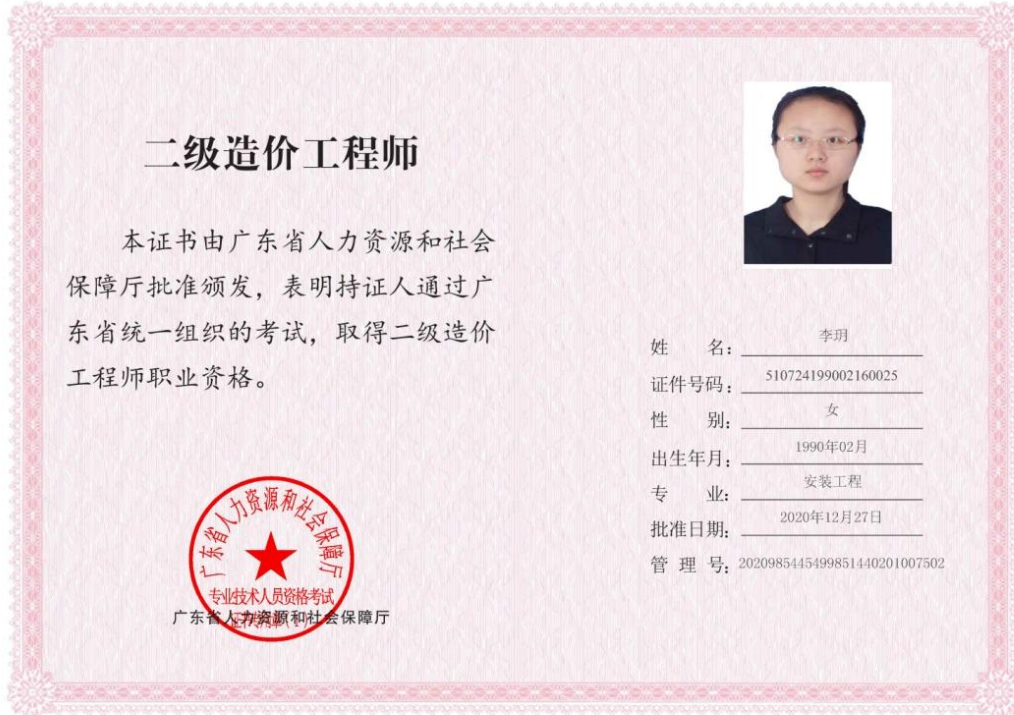 二级造价工程师
本证书由广东省人力资源和社会
保障厅批准颁发，表明持证人通过广
东省统一组织的考试，取得二级造价
工程师职业资格。
广东省人力资源和社会保障厅
专业技术人员资格考试
广东省人力资源和社会保障厅
姓 名：李玥
证件号码：510724199002160025
性 别：女
出生年月：1990年02月
专 业：安装工程
批准日期：2020年12月27日
管 理 号：2020985445499851440201007502